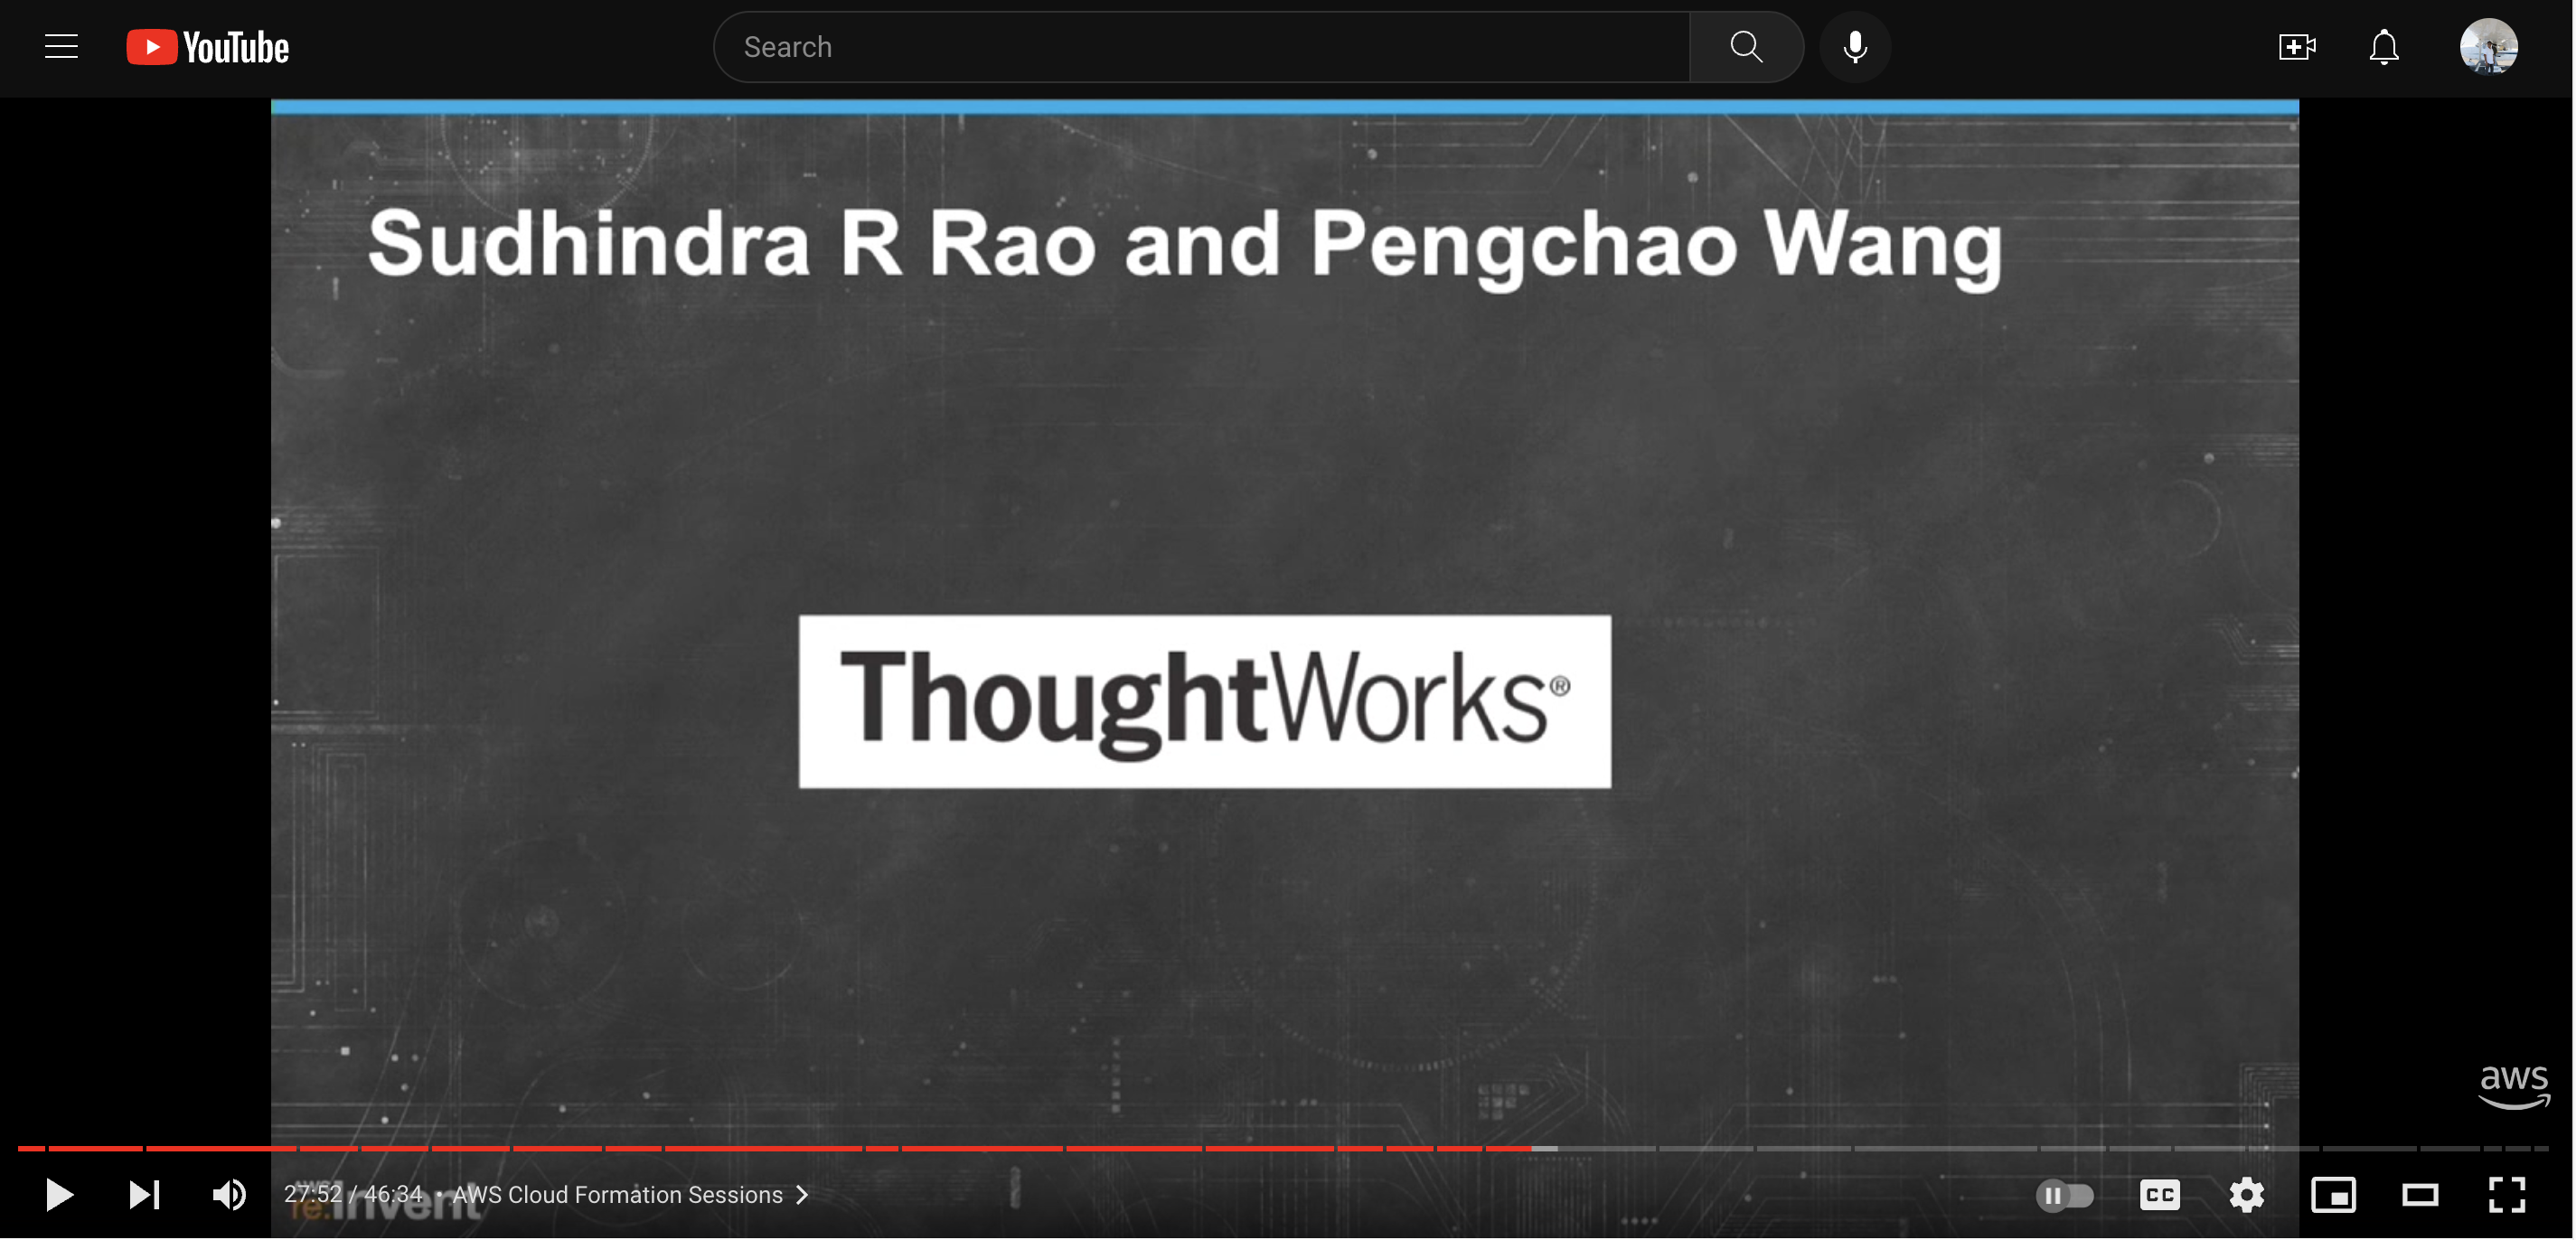 YouTube
Search
Sudhindra R Rao and Pengchao Wang
ThoughtWorks®
aws
27:52 / 46:34 • AWS Cloud Formation Sessions
aws
re:Invent
CC